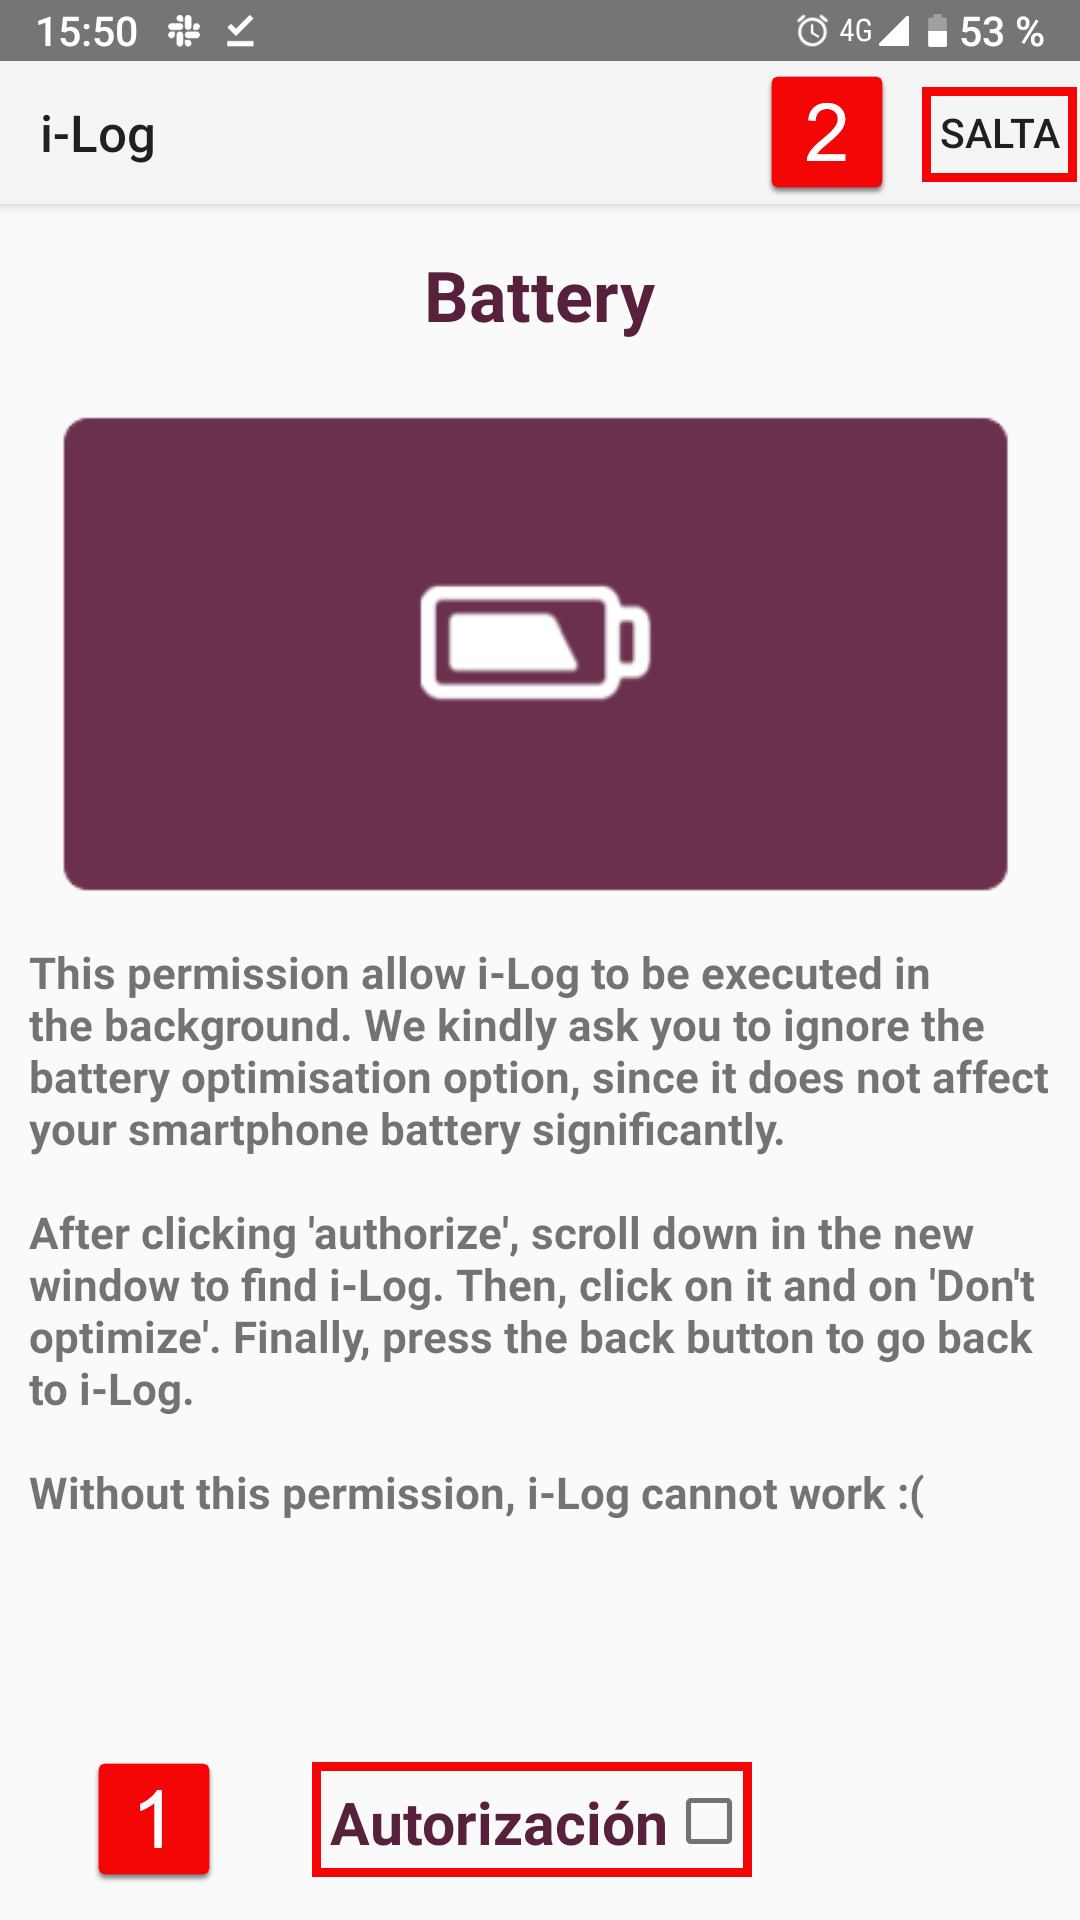 15:50 4G 53 %
i-Log 2 SALTA
Battery
This permission allow i-Log to be executed in
the background. We kindly ask you to ignore the
battery optimisation option, since it does not affect
your smartphone battery significantly.
After clicking 'authorize', scroll down in the new
window to find i-Log. Then, click on it and on 'Don't
optimize'. Finally, press the back button to go back
to i-Log.
Without this permission, i-Log cannot work :(
1 Autorización